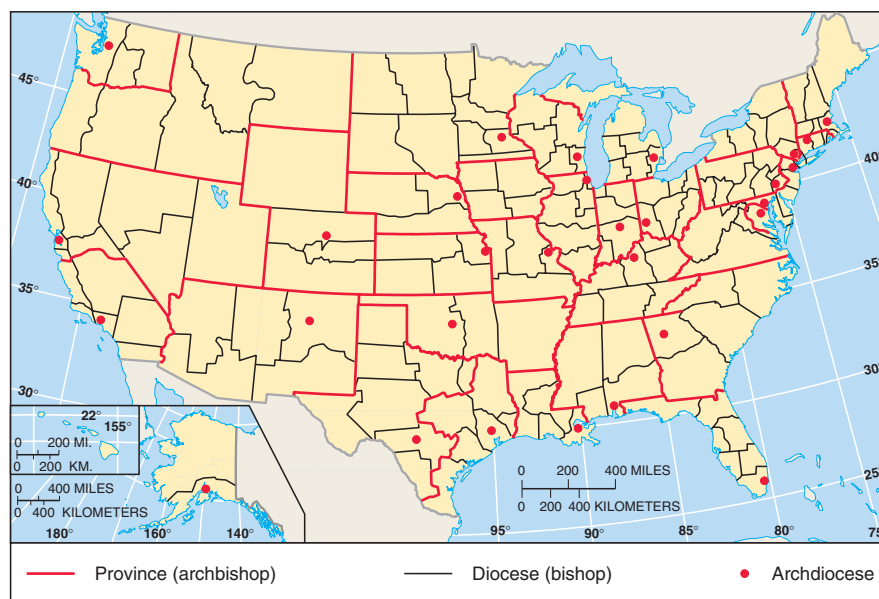 45°
40°
35°
30°
40°
35°
30°
25°
22°
155°
0 200 MI.
0 200 KM.
0 400 MILES
0 400 KILOMETERS
180°
160°
140°
0 200 400 MILES
0 200 400 KILOMETERS
95°
90°
85°
80°
75°
Province (archbishop)
Diocese (bishop)
Archdiocese